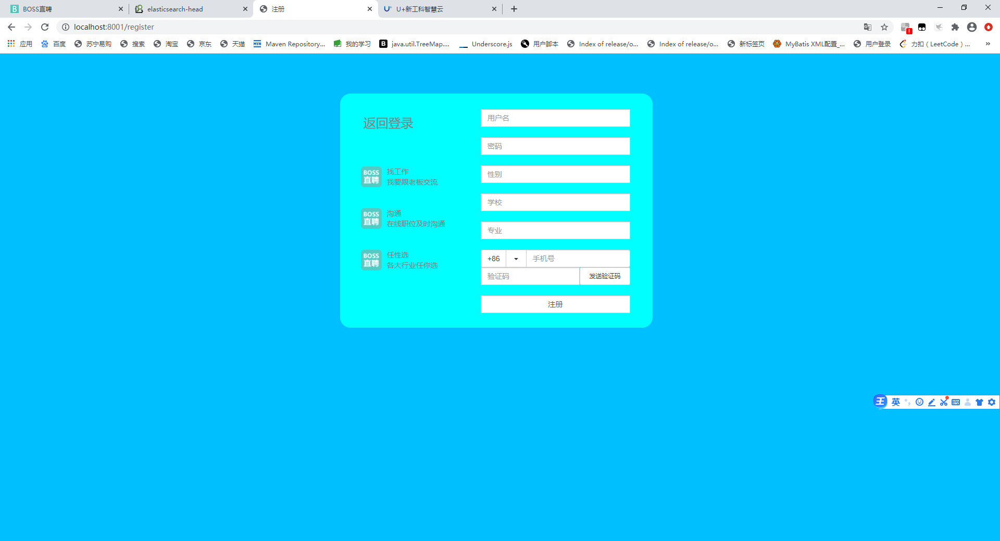 BOSS直聘
elasticsearch-head
注册
U+新工科智慧云
localhost:8001/register
应用
百度
苏宁易购
搜索
淘宝
京东
天猫
Maven Repository...
我的学习
java.util.TreeMap....
Underscore.js
用户脚本
Index of release/o...
Index of release/o...
新标签页
MyBatis XML配置_...
用户登录
力扣（LeetCode）...
返回登录
BOSS
直聘
找工作
我要跟老板交流
BOSS
直聘
沟通
在线职位及时沟通
BOSS
直聘
任性选
各大行业任你选
用户名
密码
性别
学校
专业
+86
手机号
验证码
发送验证码
注册
王 英